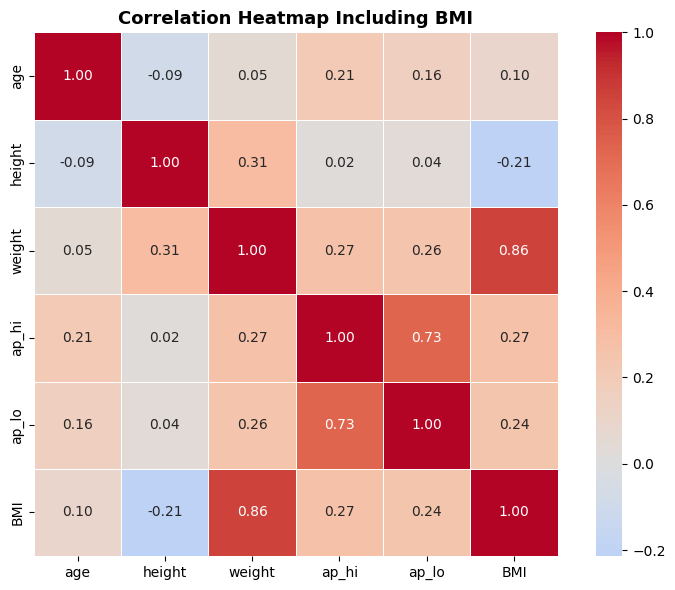 Correlation Heatmap Including BMI
age 1.00 -0.09 0.05 0.21 0.16 0.10
height -0.09 1.00 0.31 0.02 0.04 -0.21
weight 0.05 0.31 1.00 0.27 0.26 0.86
ap_hi 0.21 0.02 0.27 1.00 0.73 0.27
ap_lo 0.16 0.04 0.26 0.73 1.00 0.24
BMI 0.10 -0.21 0.86 0.27 0.24 1.00
age height weight ap_hi ap_lo BMI
1.0
0.8
0.6
0.4
0.2
0.0
−0.2